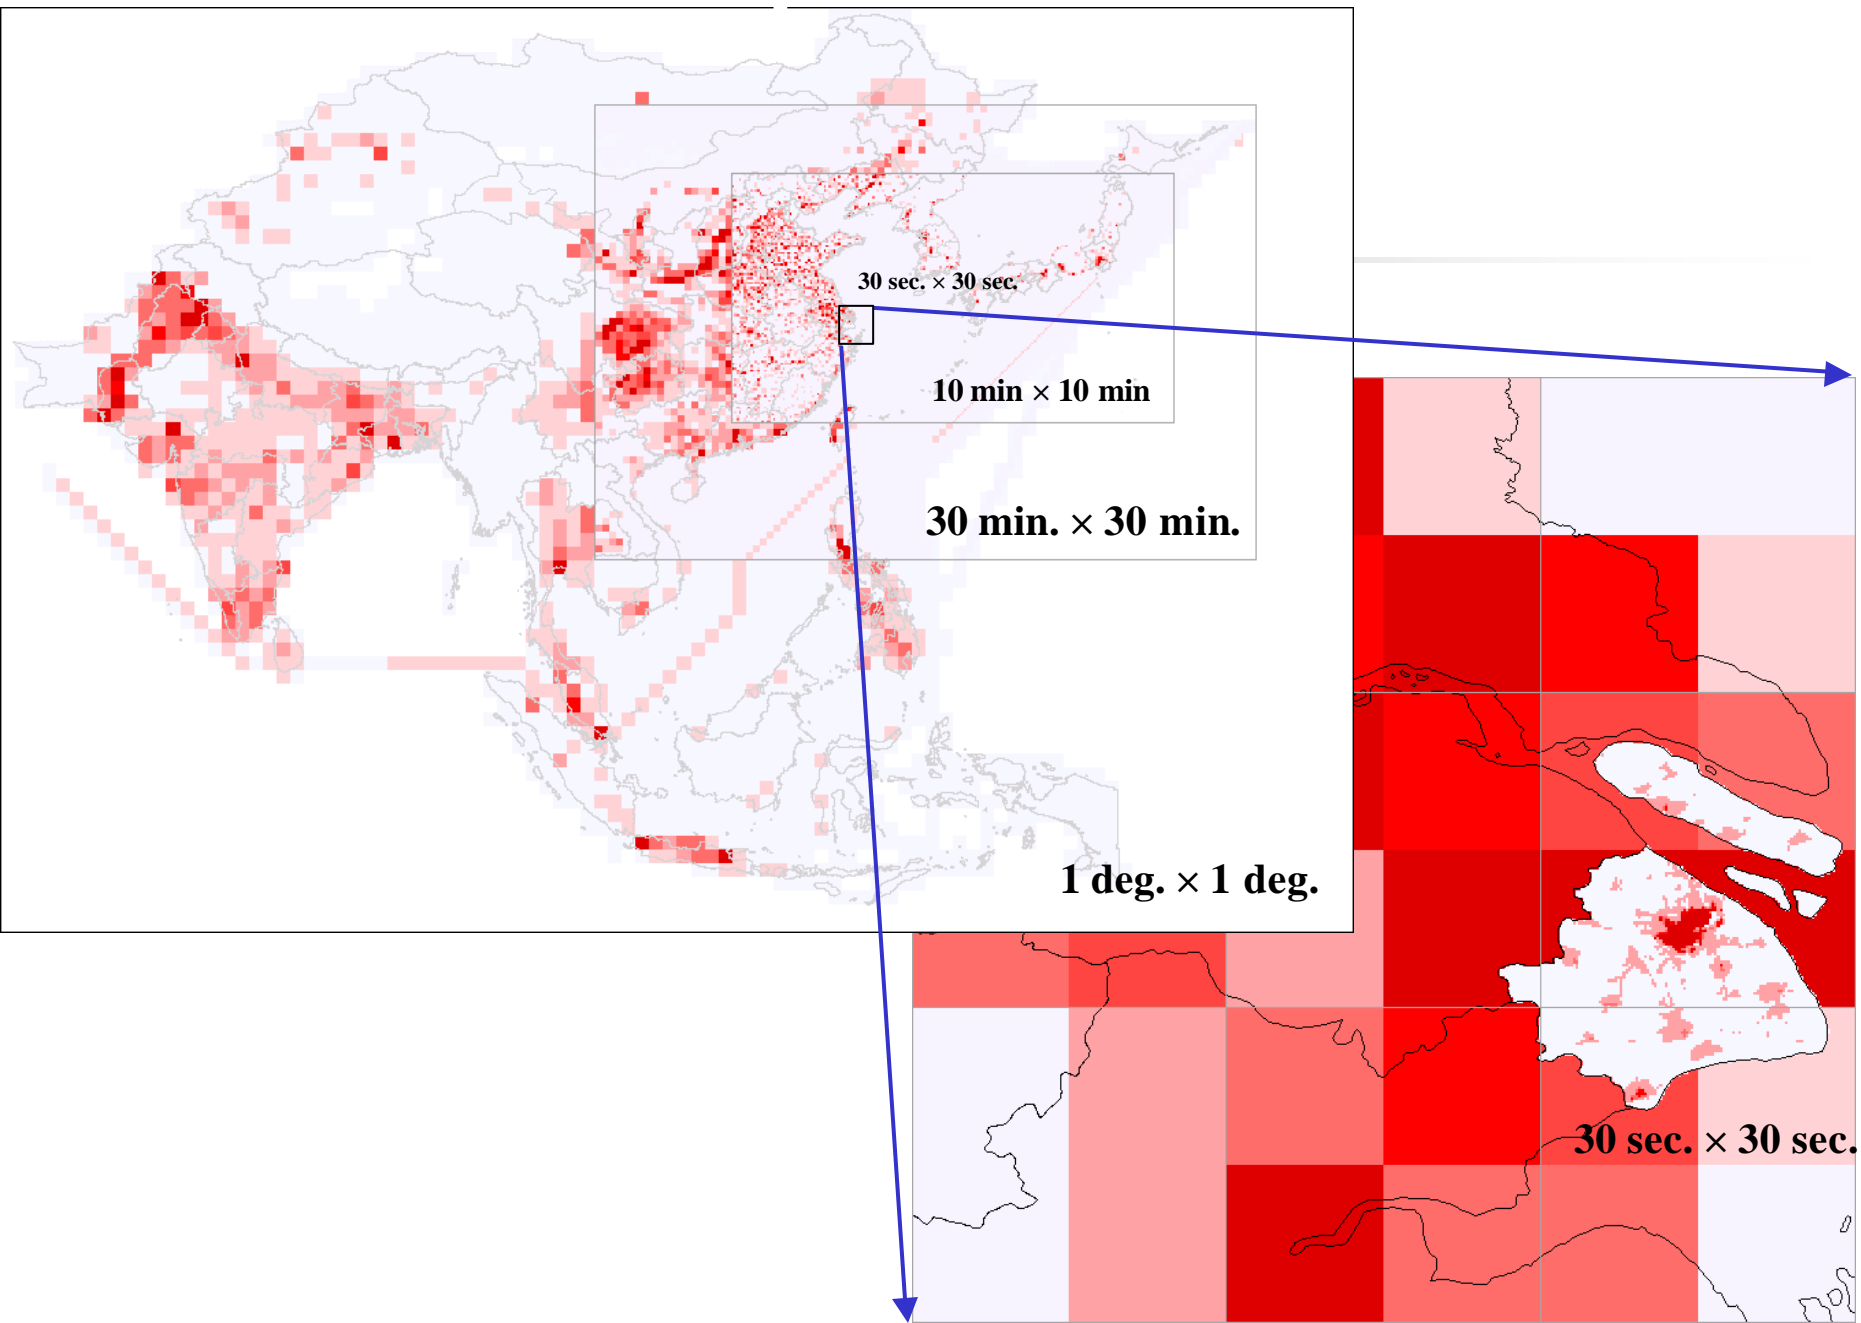 30 sec. × 30 sec.
10 min × 10 min
30 min. × 30 min.
1 deg. × 1 deg.
30 sec. × 30 sec.